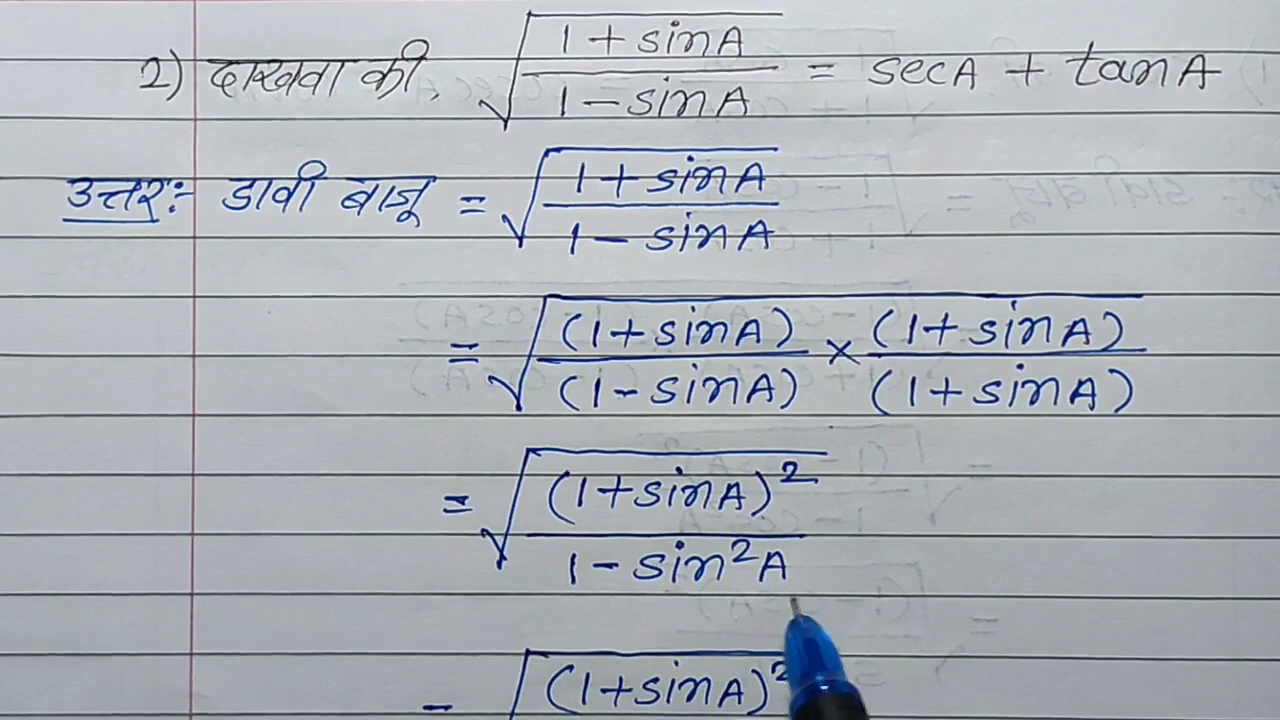 2) दाखवा की, √((1+sinA)/(1-sinA)) = secA + tanA
उत्तर:- डावी बाजू = √((1+sinA)/(1-sinA))
= √((1+sinA)/(1-sinA) × (1+sinA)/(1+sinA))
= √((1+sinA)²/(1-sin²A))
= √(1+sinA)²